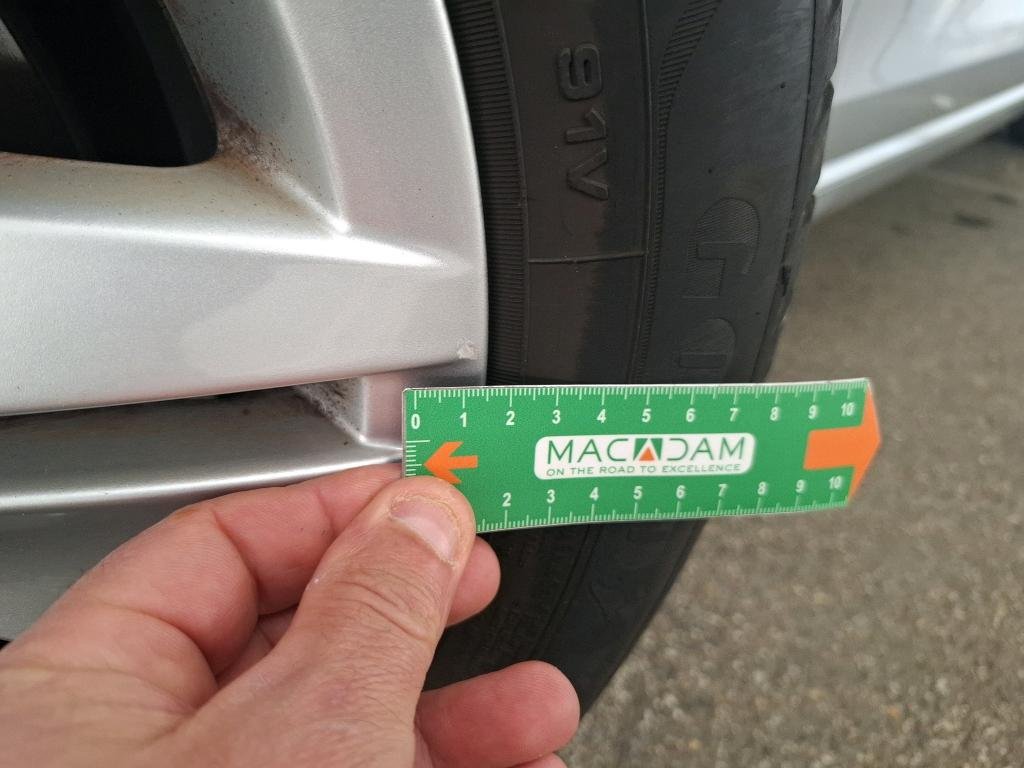 91V
0 1 2 3 4 5 6 7 8 9 10
MACADAM
ON THE ROAD TO EXCELLENCE
2 3 4 5 6 7 8 9 10